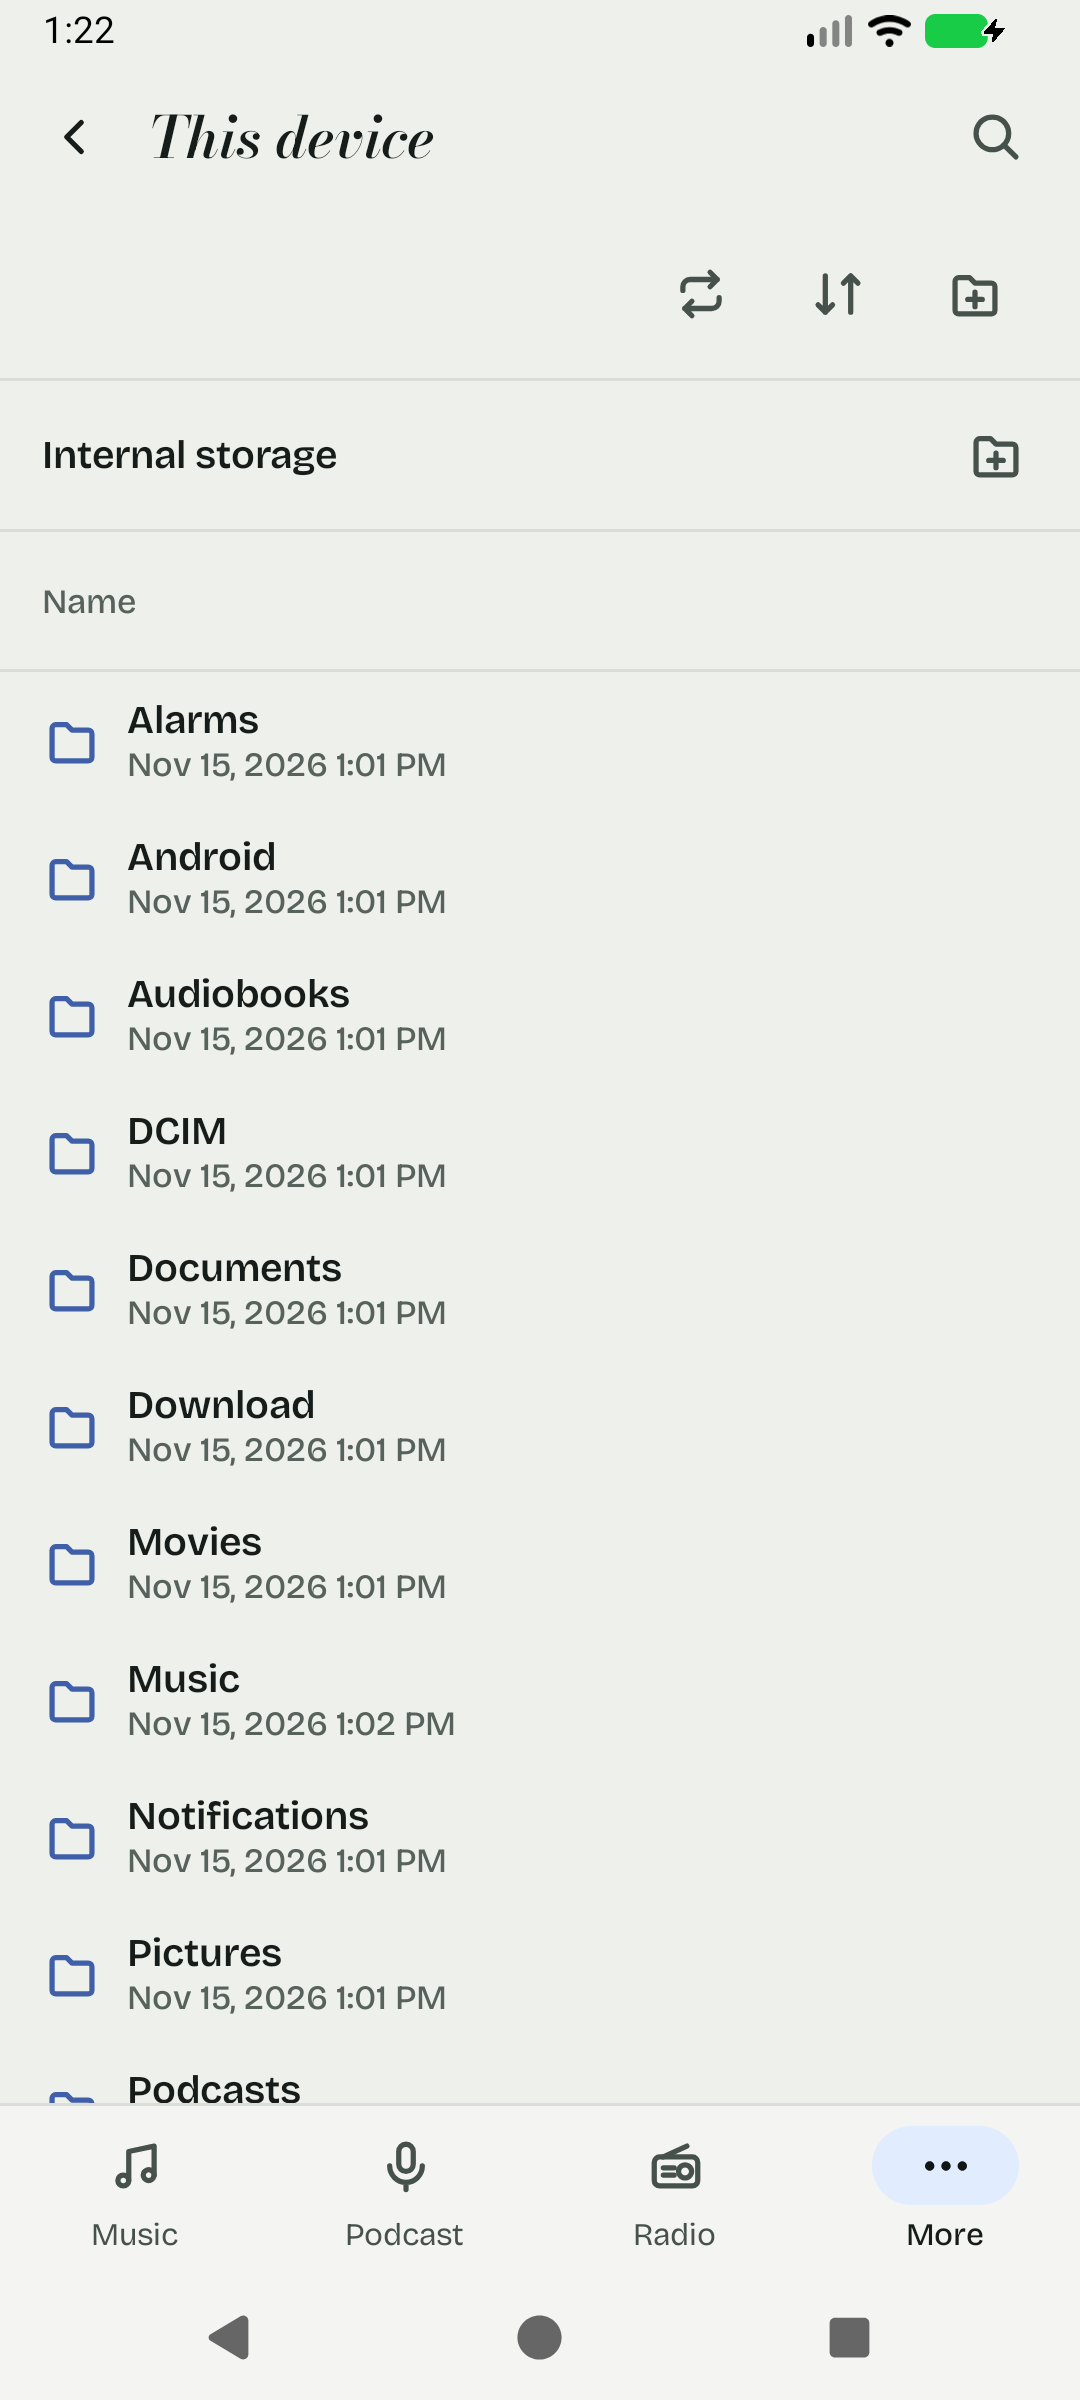 1:22
This device
Internal storage
Name
Alarms
Nov 15, 2026 1:01 PM
Android
Nov 15, 2026 1:01 PM
Audiobooks
Nov 15, 2026 1:01 PM
DCIM
Nov 15, 2026 1:01 PM
Documents
Nov 15, 2026 1:01 PM
Download
Nov 15, 2026 1:01 PM
Movies
Nov 15, 2026 1:01 PM
Music
Nov 15, 2026 1:02 PM
Notifications
Nov 15, 2026 1:01 PM
Pictures
Nov 15, 2026 1:01 PM
Podcasts
Music
Podcast
Radio
More